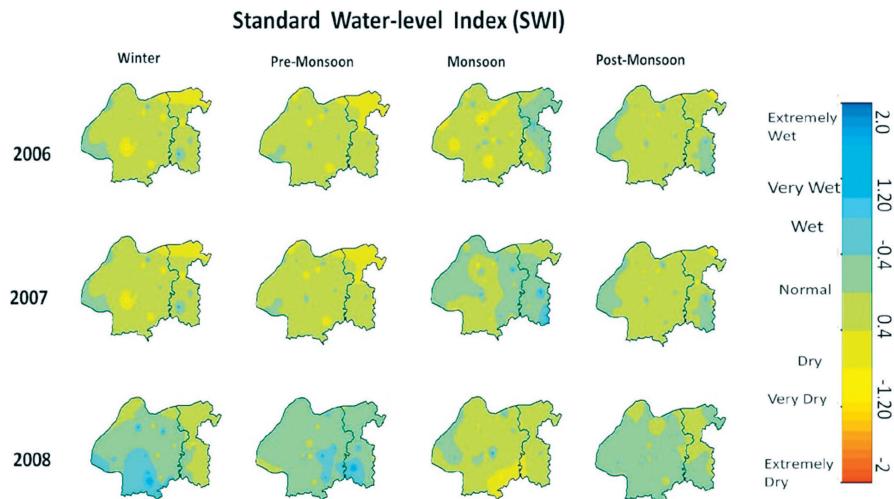 Standard Water-level Index (SWI)
Winter
Pre-Monsoon
Monsoon
Post-Monsoon
2006
2007
2008
Extremely
Wet
Very Wet
Wet
Normal
Dry
Very Dry
Extremely
Dry
2.0
1.20
-0.4
0.4
-1.20
-2